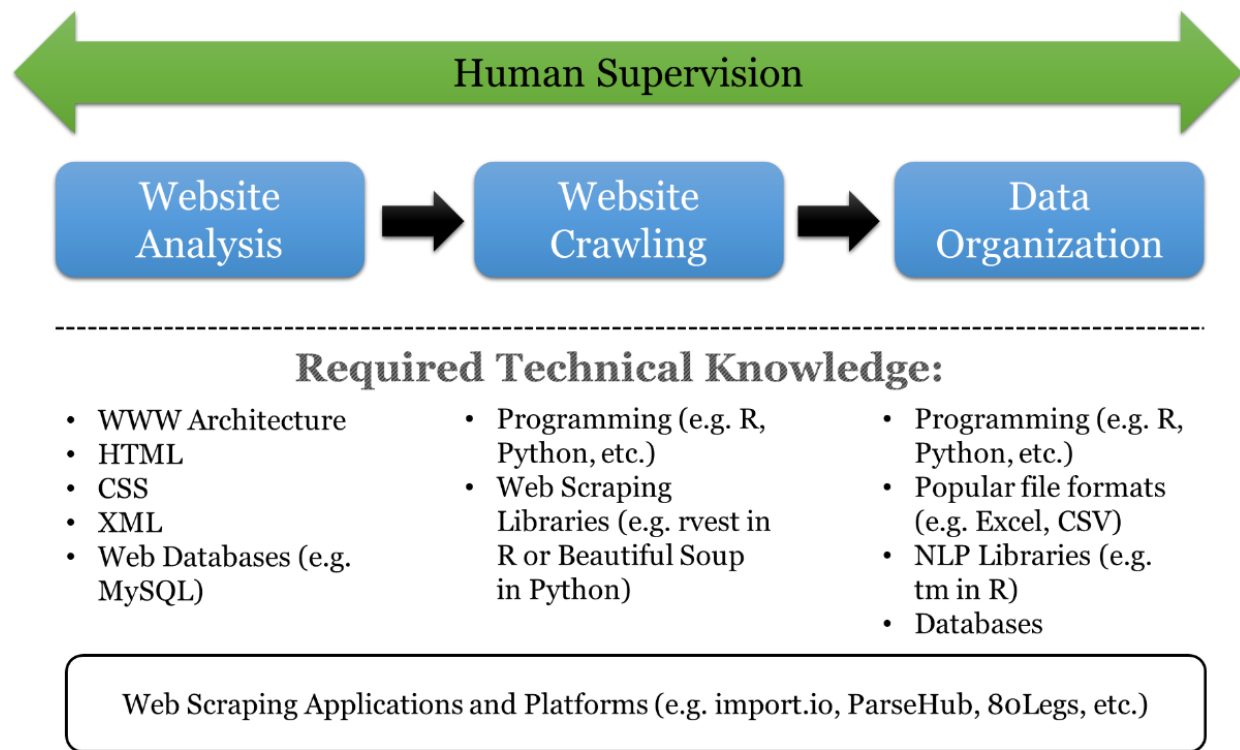 Human Supervision
Website
Analysis
Website
Crawling
Data
Organization
Required Technical Knowledge:
• WWW Architecture
• HTML
• CSS
• XML
• Web Databases (e.g.
MySQL)
• Programming (e.g. R,
Python, etc.)
• Web Scraping
Libraries (e.g. rvest in
R or Beautiful Soup
in Python)
• Programming (e.g. R,
Python, etc.)
• Popular file formats
(e.g. Excel, CSV)
• NLP Libraries (e.g.
tm in R)
• Databases
Web Scraping Applications and Platforms (e.g. import.io, ParseHub, 80Legs, etc.)